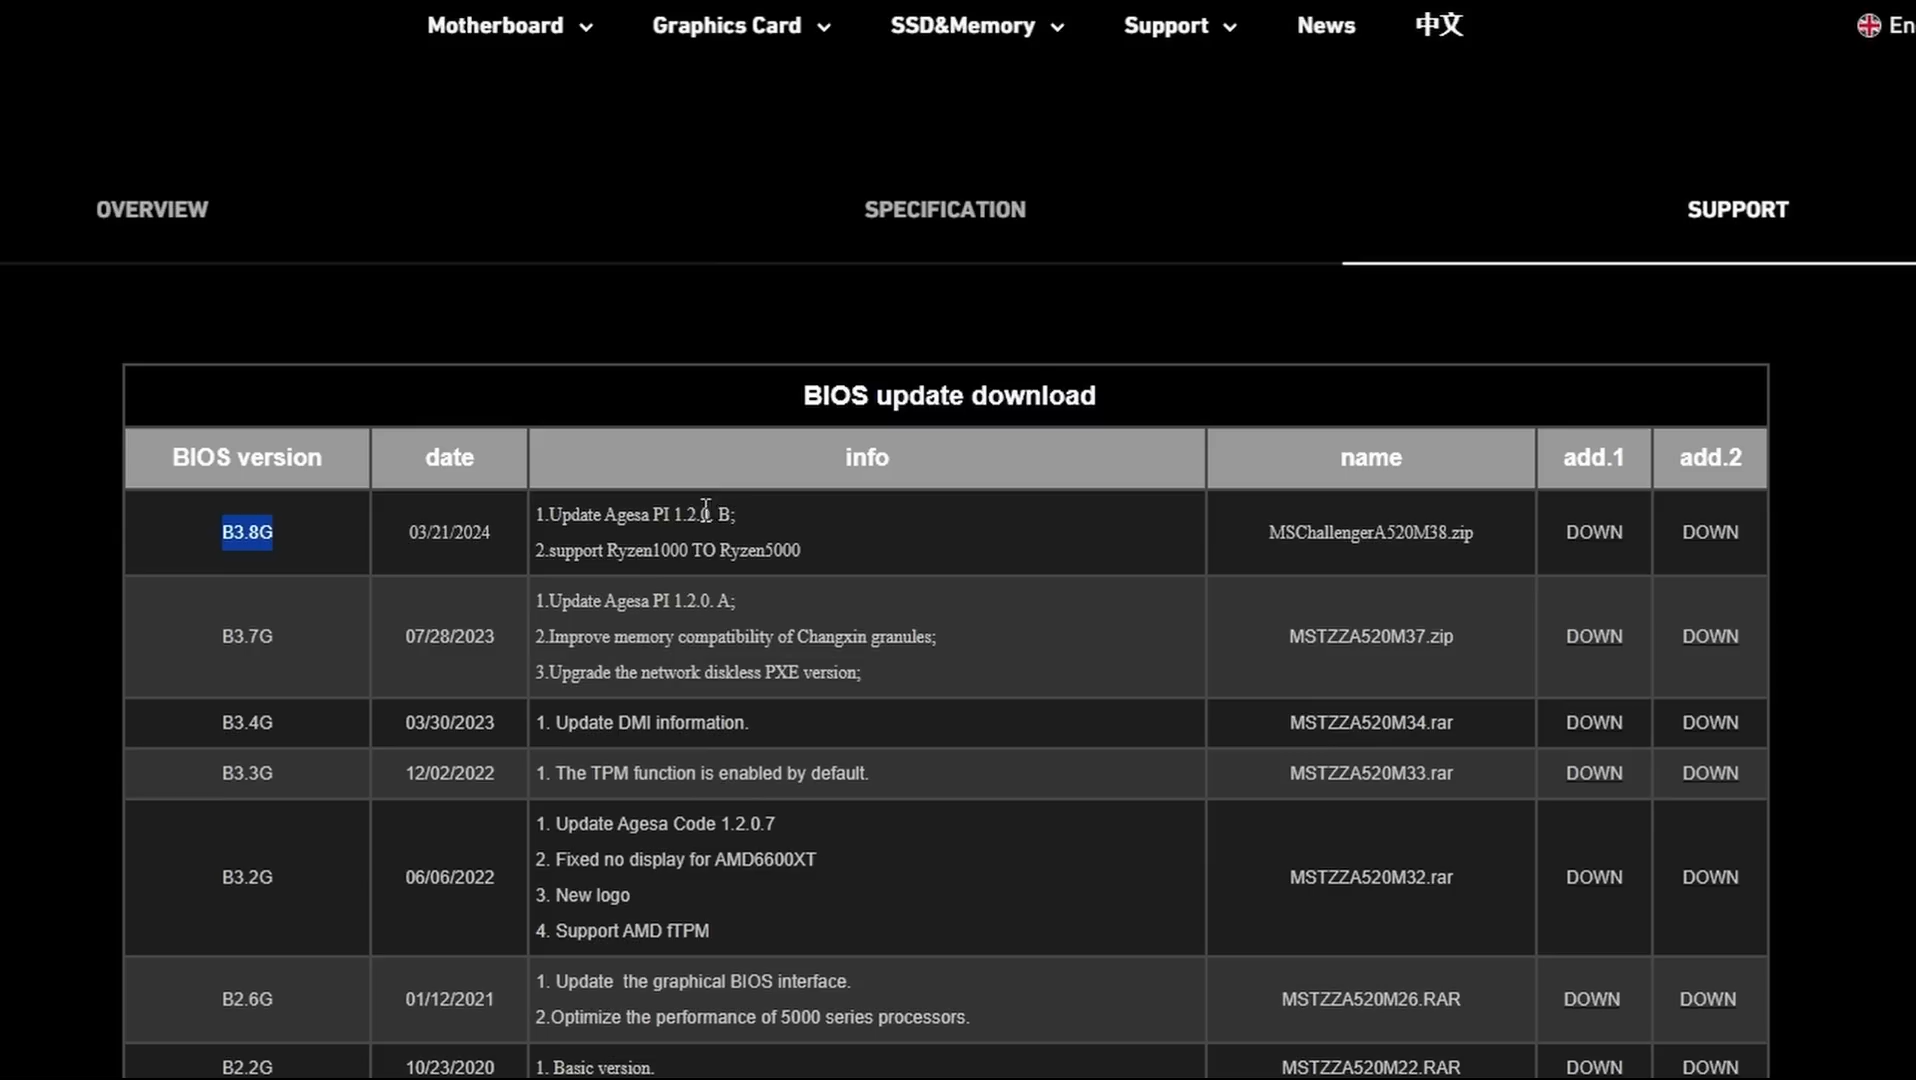 Motherboard Graphics Card SSD&Memory Support News 中文 En
OVERVIEW SPECIFICATION SUPPORT
BIOS update download
BIOS version date info name add.1 add.2
B3.8G 03/21/2024 1.Update Agesa PI 1.2.0. B; MSChallengerA520M38.zip DOWN DOWN
2.support Ryzen1000 TO Ryzen5000
B3.7G 07/28/2023 1.Update Agesa PI 1.2.0. A; MSTZZA520M37.zip DOWN DOWN
2.Improve memory compatibility of Changxin granules;
3.Upgrade the network diskless PXE version;
B3.4G 03/30/2023 1. Update DMI information. MSTZZA520M34.rar DOWN DOWN
B3.3G 12/02/2022 1. The TPM function is enabled by default. MSTZZA520M33.rar DOWN DOWN
B3.2G 06/06/2022 1. Update Agesa Code 1.2.0.7 MSTZZA520M32.rar DOWN DOWN
2. Fixed no display for AMD6600XT
3. New logo
4. Support AMD fTPM
B2.6G 01/12/2021 1. Update the graphical BIOS interface. MSTZZA520M26.RAR DOWN DOWN
2.Optimize the performance of 5000 series processors.
B2.2G 10/23/2020 1. Basic version. MSTZZA520M22.RAR DOWN DOWN